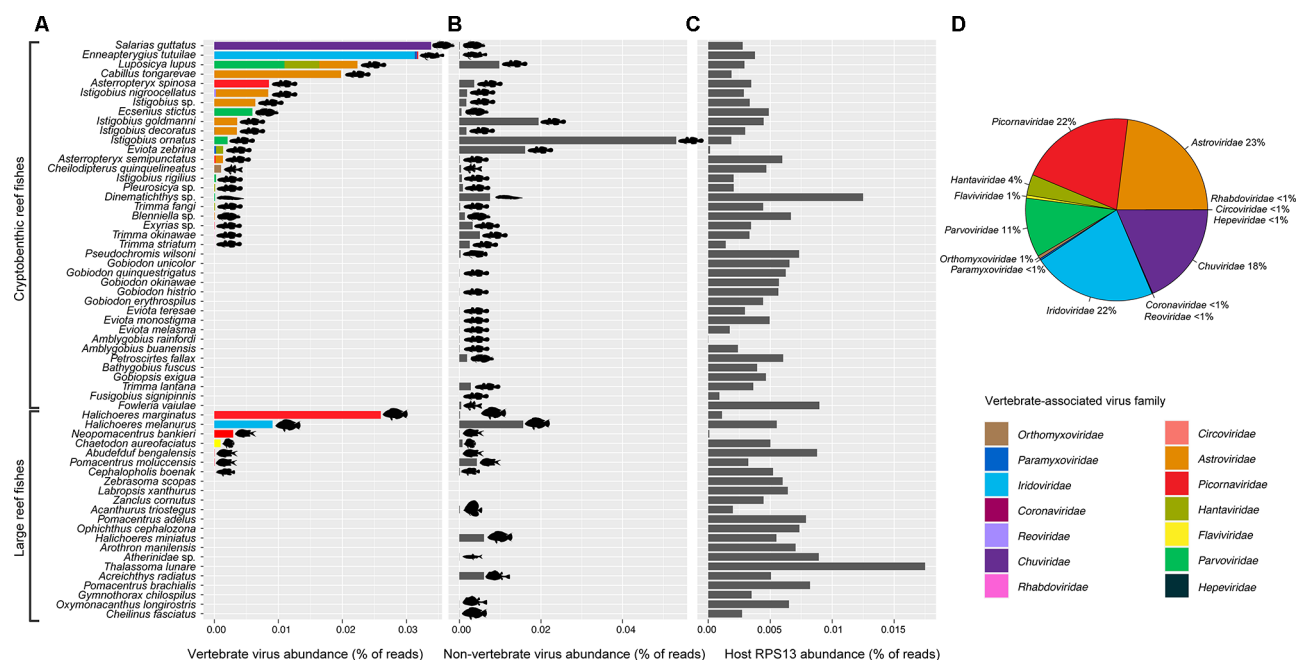 A
B
C
D
Cryptobenthic reef fishes
Salarias guttatus
Enneapterygius tutuilae
Luposicya lupus
Cabillus tongarevae
Asterropteryx spinosa
Istigobius nigroocellatus
Istigobius sp.
Ecsenius stictus
Istigobius goldmanni
Istigobius decoratus
Istigobius ornatus
Eviota zebrina
Asterropteryx semipunctatus
Cheilodipterus quinquelineatus
Istigobius rigilius
Pleurosicya sp.
Dinematichthys sp.
Trimma fangi
Blenniella sp.
Exyrias sp.
Trimma okinawae
Trimma striatum
Pseudochromis wilsoni
Gobiodon unicolor
Gobiodon quinquestrigatus
Gobiodon okinawae
Gobiodon histrio
Gobiodon erythrospilus
Eviota teresae
Eviota monostigma
Eviota melasma
Amblygobius rainfordi
Amblygobius buanensis
Petroscirtes fallax
Bathygobius fuscus
Gobiopsis exigua
Trimma lantana
Fusigobius signipinnis
Fowleria vaiulae
Large reef fishes
Halichoeres marginatus
Halichoeres melanurus
Neopomacentrus bankieri
Chaetodon aureofaciatus
Abudefduf bengalensis
Pomacentrus moluccensis
Cephalopholis boenak
Zebrasoma scopas
Labropsis xanthurus
Zanclus cornutus
Acanthurus triostegus
Pomacentrus adelus
Ophichthus cephalozona
Halichoeres miniatus
Arothron manilensis
Atherinidae sp.
Thalassoma lunare
Acreichthys radiatus
Pomacentrus brachialis
Gymnothorax chilospilus
Oxymonacanthus longirostris
Cheilinus fasciatus
0.00 0.01 0.02 0.03
Vertebrate virus abundance (% of reads)
0.00 0.02 0.04
Non-vertebrate virus abundance (% of reads)
0.00 0.005 0.010 0.015
Host RPS13 abundance (% of reads)
Picornaviridae 22%
Astroviridae 23%
Hantaviridae 4%
Flaviviridae 1%
Parvoviridae 11%
Orthomyxoviridae 1%
Paramyxoviridae <1%
Iridoviridae 22%
Rhabdoviridae <1%
Circoviridae <1%
Hepeviridae <1%
Chuviridae 18%
Coronaviridae <1%
Reoviridae <1%
Vertebrate-associated virus family
Orthomyxoviridae
Paramyxoviridae
Iridoviridae
Coronaviridae
Reoviridae
Chuviridae
Rhabdoviridae
Circoviridae
Astroviridae
Picornaviridae
Hantaviridae
Flaviviridae
Parvoviridae
Hepeviridae